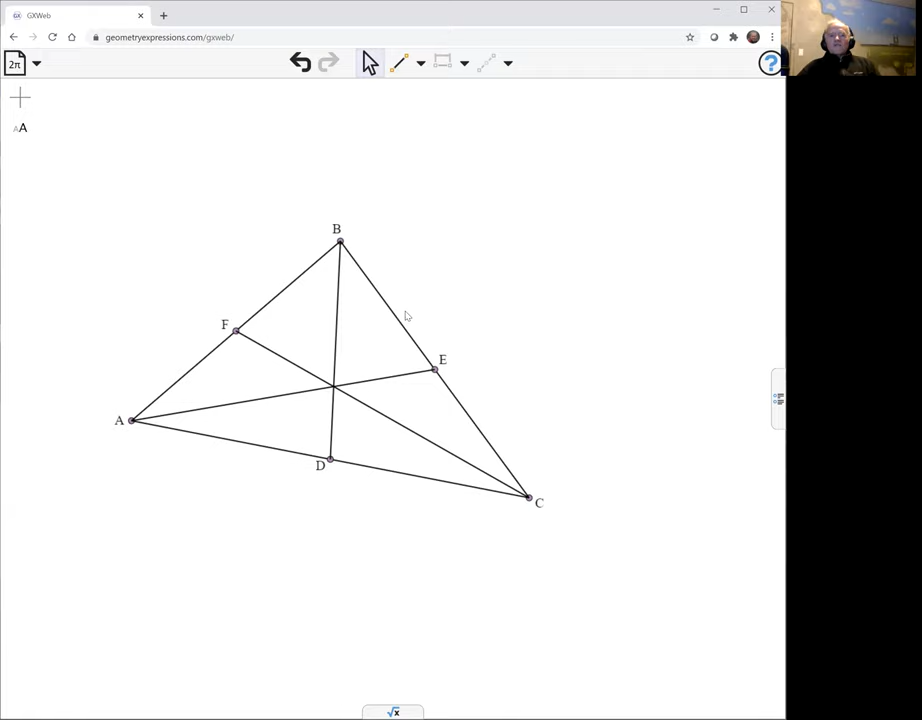 GXWeb
geometryexpressions.com/gxweb/
2π
?
AA
B
F
E
A
D
C
√x